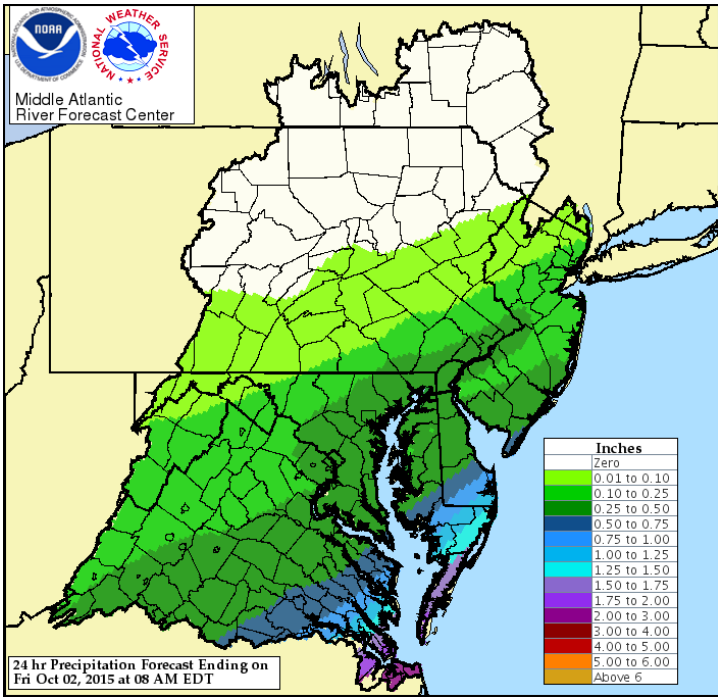 NOAA
NATIONAL WEATHER SERVICE
Middle Atlantic
River Forecast Center
Inches
Zero
0.01 to 0.10
0.10 to 0.25
0.25 to 0.50
0.50 to 0.75
0.75 to 1.00
1.00 to 1.25
1.25 to 1.50
1.50 to 1.75
1.75 to 2.00
2.00 to 3.00
3.00 to 4.00
4.00 to 5.00
5.00 to 6.00
Above 6
24 hr Precipitation Forecast Ending on
Fri Oct 02, 2015 at 08 AM EDT